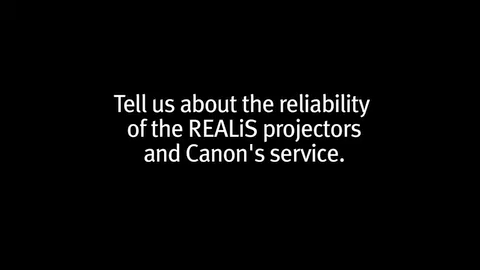 Tell us about the reliability
of the REALiS projectors
and Canon's service.